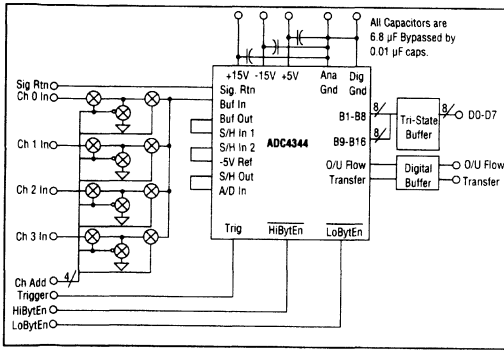 All Capacitors are
6.8 µF Bypassed by
0.01 µF caps.
+15V -15V +5V Ana Gnd Dig Gnd
Sig Rtn
Ch 0 In
Ch 1 In
Ch 2 In
Ch 3 In
Ch Add 4
Trigger
HiBytEn
LoBytEn
Sig. Rtn
Buf In
Buf Out
S/H In 1
S/H In 2
-5V Ref
S/H Out
A/D In
ADC4344
B1-B8
B9-B16
O/U Flow
Transfer
Trig HiBytEn LoBytEn
8
8
Tri-State
Buffer
8
D0-D7
Digital
Buffer
O/U Flow
Transfer